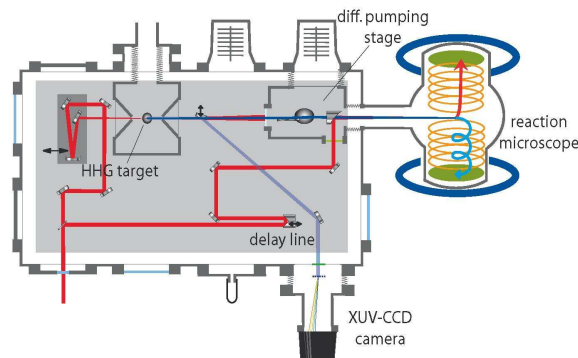 diff. pumping
stage
reaction
microscope
HHG target
delay line
XUV-CCD
camera